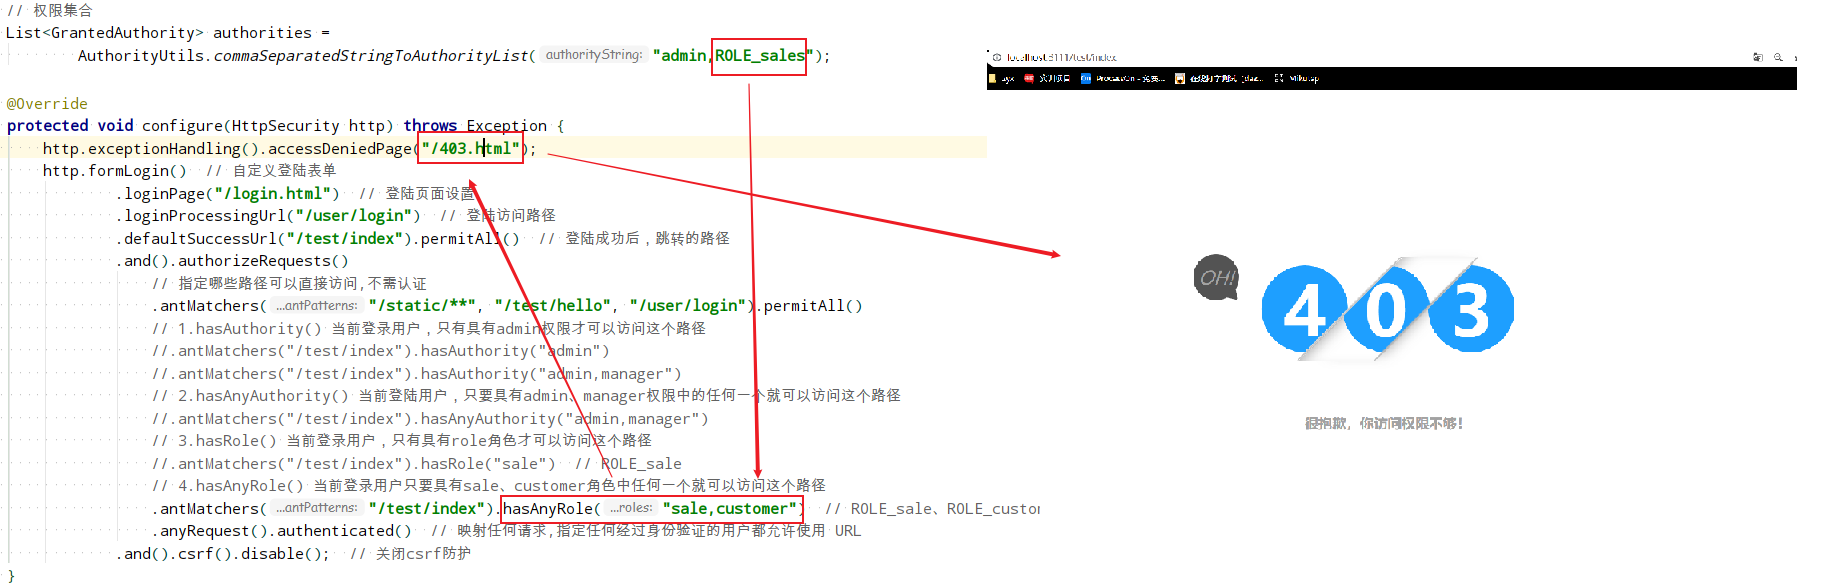 // 权限集合
List<GrantedAuthority> authorities =
AuthorityUtils.commaSeparatedStringToAuthorityList( authorityString: "admin,ROLE_sales");
@Override
protected void configure(HttpSecurity http) throws Exception {
http.exceptionHandling().accessDeniedPage("/403.html");
http.formLogin() // 自定义登陆表单
.loginPage("/login.html") // 登陆页面设置
.loginProcessingUrl("/user/login") // 登陆访问路径
.defaultSuccessUrl("/test/index").permitAll() // 登陆成功后，跳转的路径
.and().authorizeRequests()
// 指定哪些路径可以直接访问,不需认证
.antMatchers( ...antPatterns: "/static/**", "/test/hello", "/user/login").permitAll()
// 1.hasAuthority() 当前登录用户，只有具有admin权限才可以访问这个路径
//.antMatchers("/test/index").hasAuthority("admin")
//.antMatchers("/test/index").hasAuthority("admin,manager")
// 2.hasAnyAuthority() 当前登陆用户，只要具有admin、manager权限中的任何一个就可以访问这个路径
//.antMatchers("/test/index").hasAnyAuthority("admin,manager")
// 3.hasRole() 当前登录用户，只有具有role角色才可以访问这个路径
//.antMatchers("/test/index").hasRole("sale") // ROLE_sale
// 4.hasAnyRole() 当前登录用户只要具有sale、customer角色中任何一个就可以访问这个路径
.antMatchers( ...antPatterns: "/test/index").hasAnyRole( ...roles: "sale,customer") // ROLE_sale、ROLE_custo
.anyRequest().authenticated() // 映射任何请求,指定任何经过身份验证的用户都允许使用 URL
.and().csrf().disable(); // 关闭csrf防护
}
localhost:8111/test/index
OH!
403
很抱歉，你访问权限不够!